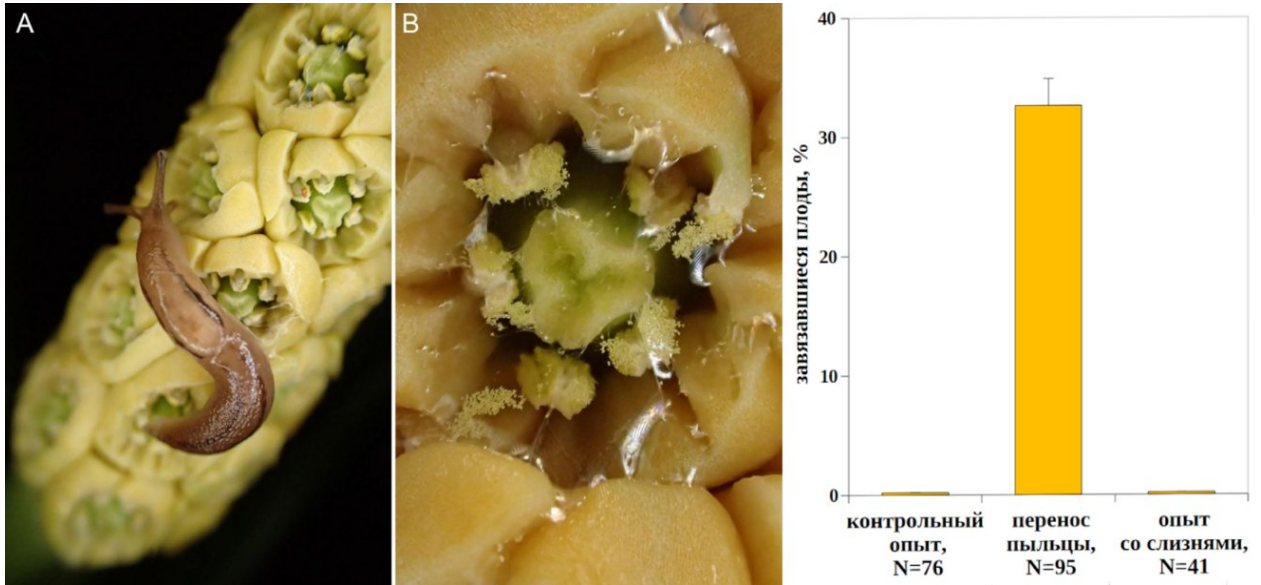 A
B
завязавшиеся плоды, %
40
30
20
10
0
контрольный
опыт,
N=76
перенос
пыльцы,
N=95
опыт
со слизнями,
N=41